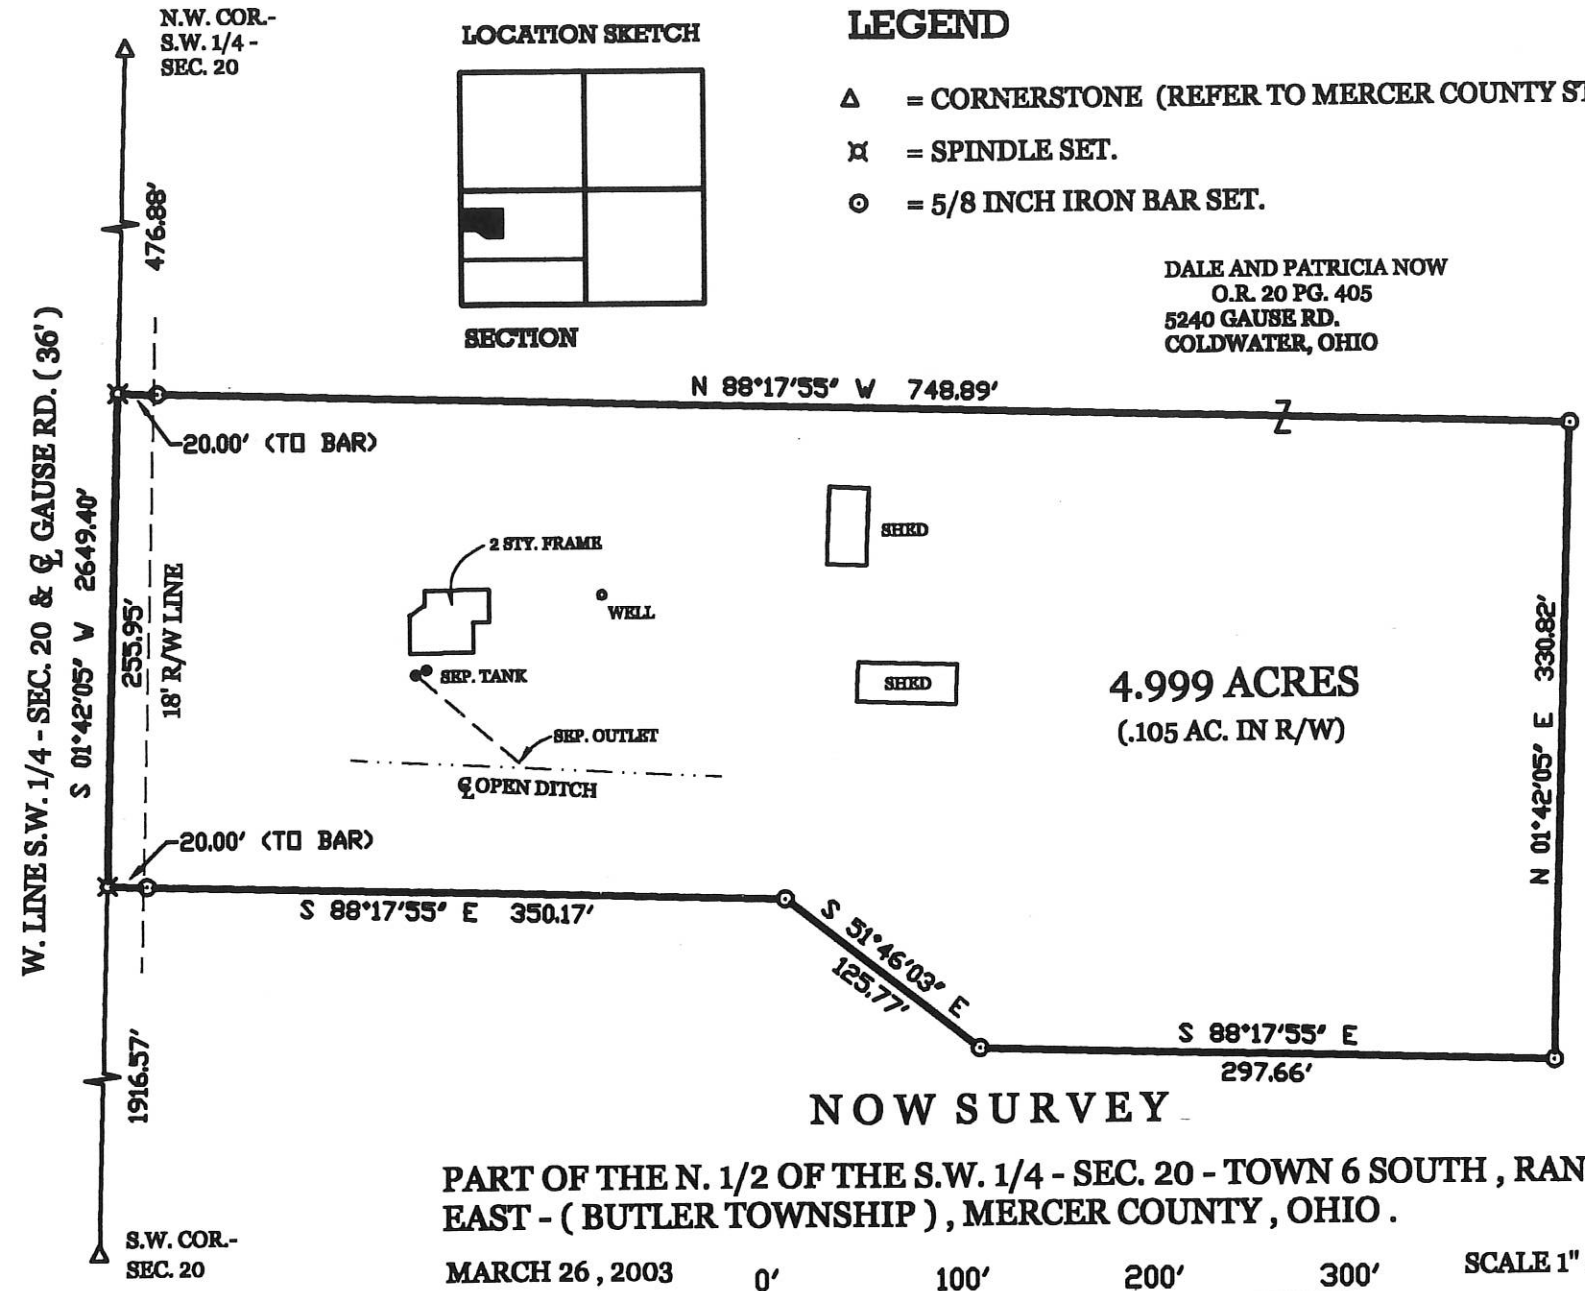 N.W. COR.-
S.W. 1/4 -
SEC. 20
LOCATION SKETCH
SECTION
LEGEND
= CORNERSTONE (REFER TO MERCER COUNTY
= SPINDLE SET.
= 5/8 INCH IRON BAR SET.
DALE AND PATRICIA NOW
O.R. 20 PG. 405
5240 GAUSE RD.
COLDWATER, OHIO
476.88'
W. LINE S.W. 1/4 - SEC. 20 & ℄ GAUSE RD. (36')
S 01°42'05" W 2649.40'
255.95'
18' R/W LINE
N 88°17'55" W 748.89'
20.00' (TO BAR)
2 STY. FRAME
WELL
SHED
SHED
SEP. TANK
SEP. OUTLET
℄ OPEN DITCH
4.999 ACRES
(.105 AC. IN R/W)
N 01°42'05" E 330.82'
20.00' (TO BAR)
S 88°17'55" E 350.17'
S 51°46'03" E
125.77'
S 88°17'55" E
297.66'
1916.57'
NOW SURVEY
PART OF THE N. 1/2 OF THE S.W. 1/4 - SEC. 20 - TOWN 6 SOUTH , RAN
EAST - ( BUTLER TOWNSHIP ) , MERCER COUNTY , OHIO .
S.W. COR.-
SEC. 20
MARCH 26 , 2003
0' 100' 200' 300'
SCALE 1"